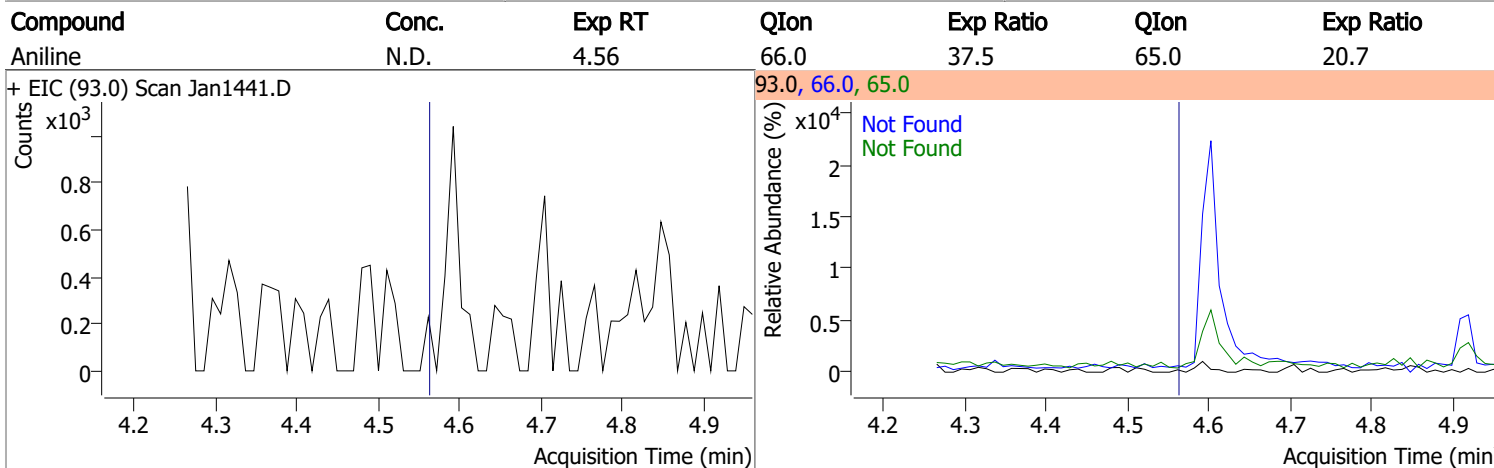 Compound Conc. Exp RT QIon Exp Ratio QIon Exp Ratio
Aniline N.D. 4.56 66.0 37.5 65.0 20.7
+ EIC (93.0) Scan Jan1441.D
Counts
x10³
0.8
0.6
0.4
0.2
0
4.2 4.3 4.4 4.5 4.6 4.7 4.8 4.9
Acquisition Time (min)
93.0, 66.0, 65.0
Relative Abundance (%)
x10⁴
Not Found
Not Found
2
1.5
1
0.5
0
4.2 4.3 4.4 4.5 4.6 4.7 4.8 4.9
Acquisition Time (min